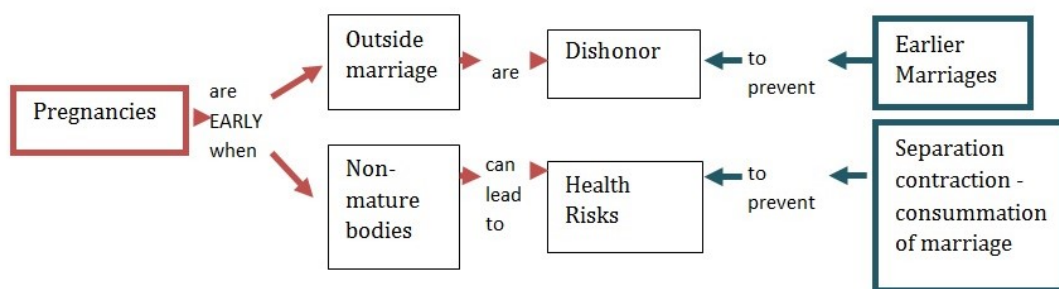 Pregnancies
are
EARLY
when
Outside
marriage
are
Dishonor
to
prevent
Earlier
Marriages
Non-
mature
bodies
can
lead
to
Health
Risks
to
prevent
Separation
contraction -
consummation
of marriage